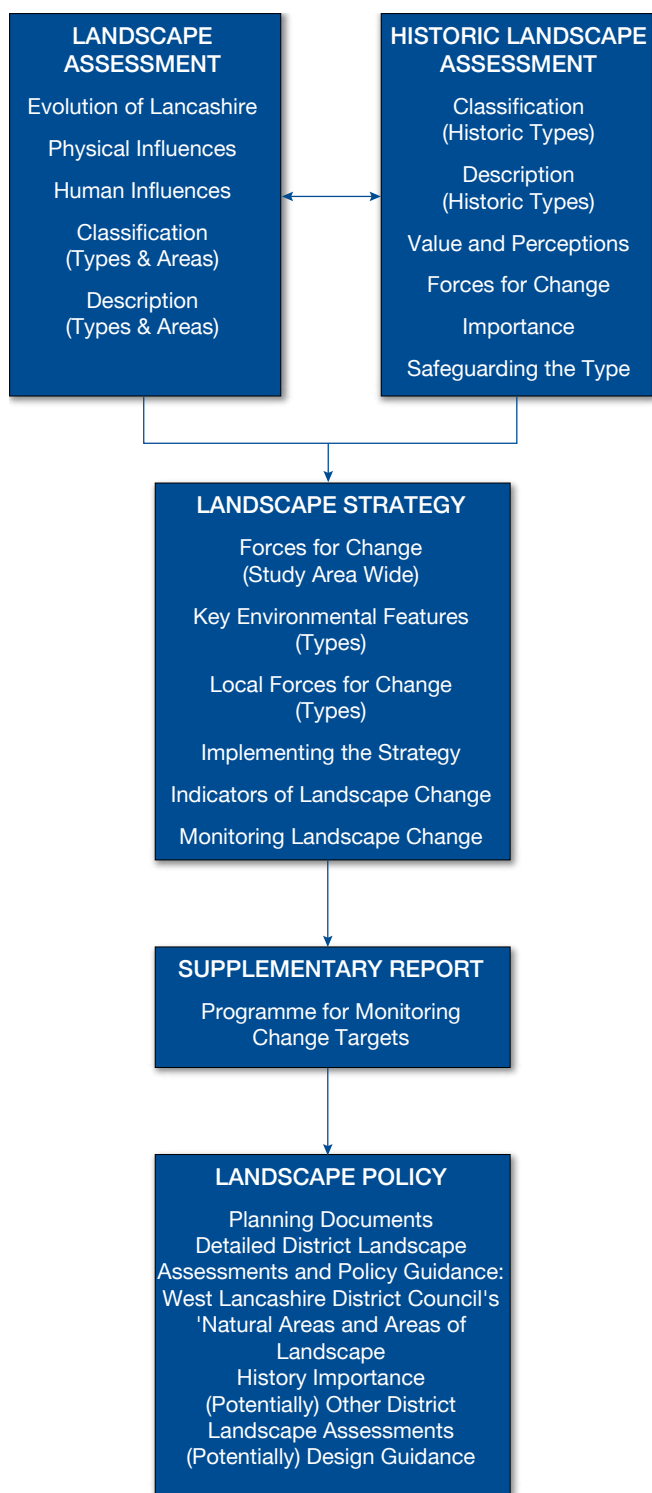 LANDSCAPE
ASSESSMENT
Evolution of Lancashire
Physical Influences
Human Influences
Classification
(Types & Areas)
Description
(Types & Areas)
HISTORIC LANDSCAPE
ASSESSMENT
Classification
(Historic Types)
Description
(Historic Types)
Value and Perceptions
Forces for Change
Importance
Safeguarding the Type
LANDSCAPE STRATEGY
Forces for Change
(Study Area Wide)
Key Environmental Features
(Types)
Local Forces for Change
(Types)
Implementing the Strategy
Indicators of Landscape Change
Monitoring Landscape Change
SUPPLEMENTARY REPORT
Programme for Monitoring
Change Targets
LANDSCAPE POLICY
Planning Documents
Detailed District Landscape
Assessments and Policy Guidance:
West Lancashire District Council's
'Natural Areas and Areas of
Landscape
History Importance
(Potentially) Other District
Landscape Assessments
(Potentially) Design Guidance